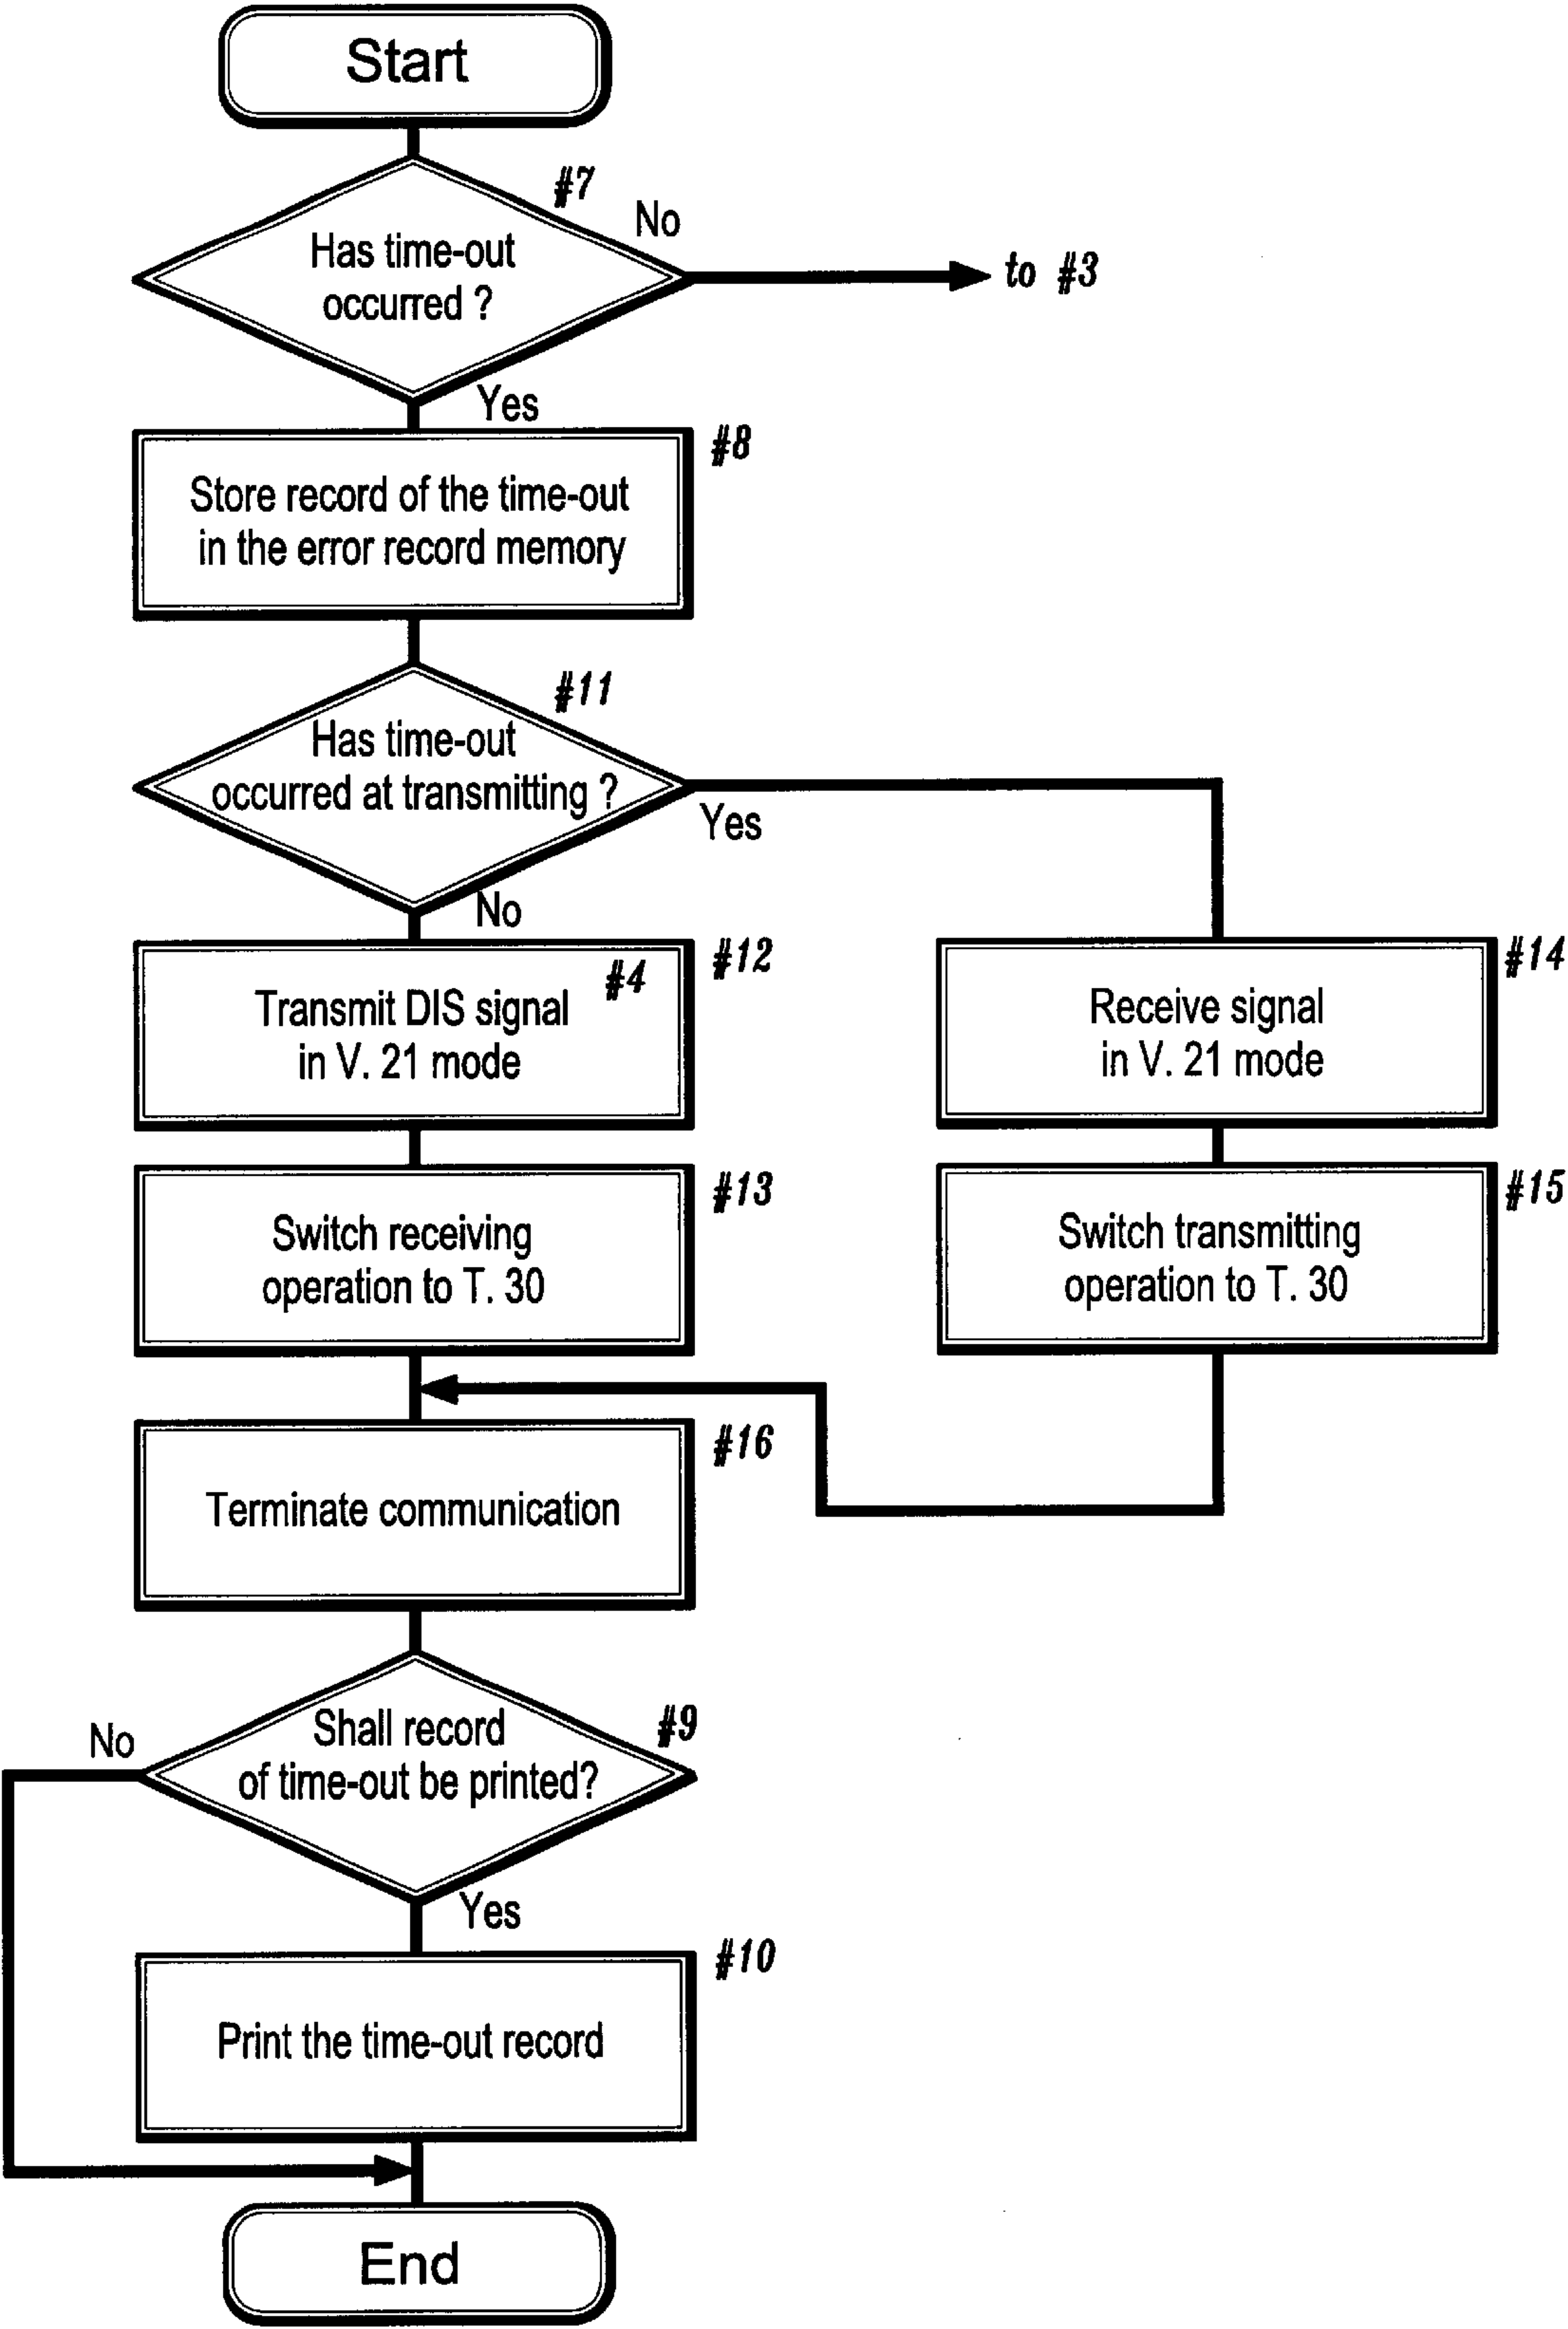 Start
#7
No
Has time-out
occurred ?
to #3
Yes
#8
Store record of the time-out
in the error record memory
#11
Has time-out
occurred at transmitting ?
Yes
No
#12
#4
Transmit DIS signal
in V. 21 mode
#14
Receive signal
in V. 21 mode
#13
Switch receiving
operation to T. 30
#15
Switch transmitting
operation to T. 30
#16
Terminate communication
No
#9
Shall record
of time-out be printed?
Yes
#10
Print the time-out record
End